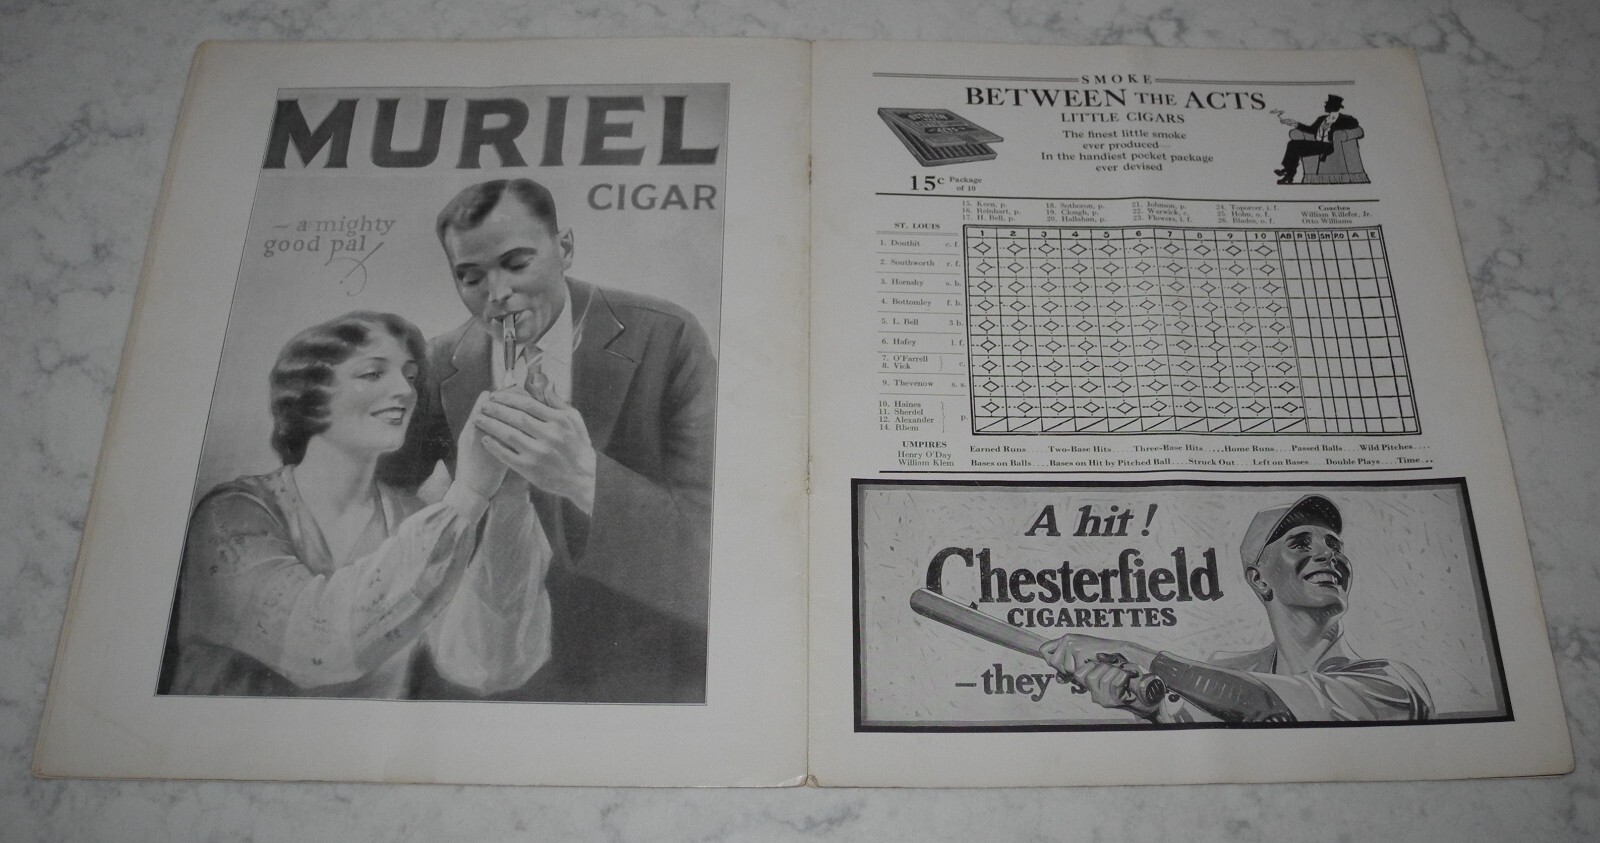 MURIEL
CIGAR
– a mighty
good pal
SMOKE
BETWEEN THE ACTS
LITTLE CIGARS
The finest little smoke
ever produced—
In the handiest pocket package
ever devised
BETWEEN
THE
ACTS
15c Package
of 10
15. Keen, p. 18. Sothoron, p. 21. Johnson, p. 24. Toporcer, i. f. Coaches
16. Reinhart, p. 19. Clough, p. 22. Warwick, c. 25. Holm, o. f. William Killefer, Jr.
17. H. Bell, p. 20. Hallahan, p. 23. Flowers, i. f. 26. Blades, o. f. Otto Williams
ST. LOUIS 1 2 3 4 5 6 7 8 9 10 AB R 1B SH PO A E
1. Douthit c. f.
2. Southworth r. f.
3. Hornsby s. b.
4. Bottomley f. b.
5. L. Bell 3 b.
6. Hafey l. f.
7. O'Farrell
8. Vick } c.
9. Thevenow s. s.
10. Haines
11. Sherdel
12. Alexander
14. Rhem } p.
UMPIRES
Henry O'Day
William Klem
Earned Runs.... Two-Base Hits.... Three-Base Hits.... Home Runs.... Passed Balls.... Wild Pitches....
Bases on Balls.... Bases on Hit by Pitched Ball.... Struck Out.... Left on Bases.... Double Plays.... Time...
A hit!
Chesterfield
CIGARETTES
– they's